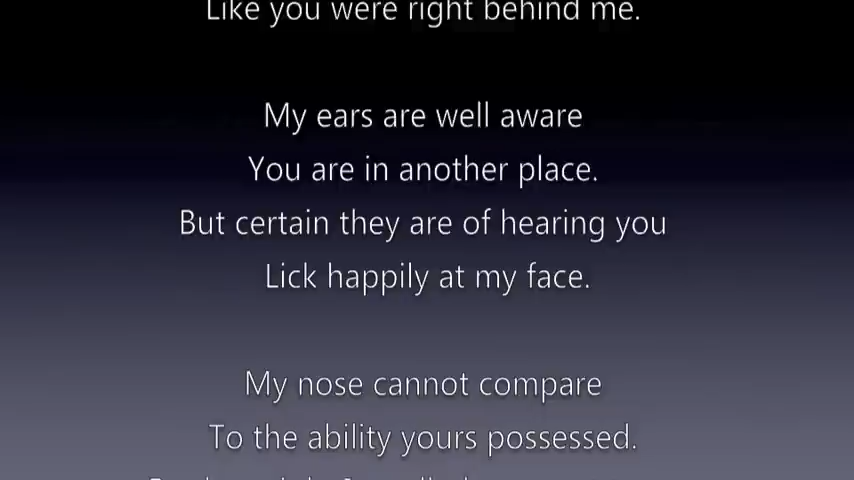 Like you were right behind me.
My ears are well aware
You are in another place.
But certain they are of hearing you
Lick happily at my face.
My nose cannot compare
To the ability yours possessed.